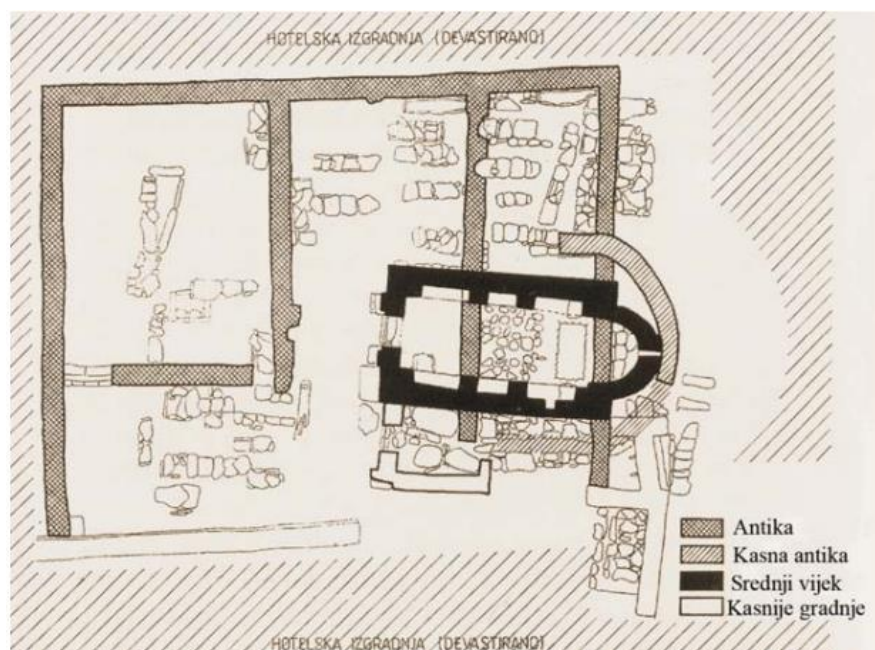 HOTELSKA IZGRADNJA (DEVASTIRANO)
Antika
Kasna antika
Srednji vijek
Kasnije gradnje
HOTELSKA IZGRADNJA (DEVASTIRANO)